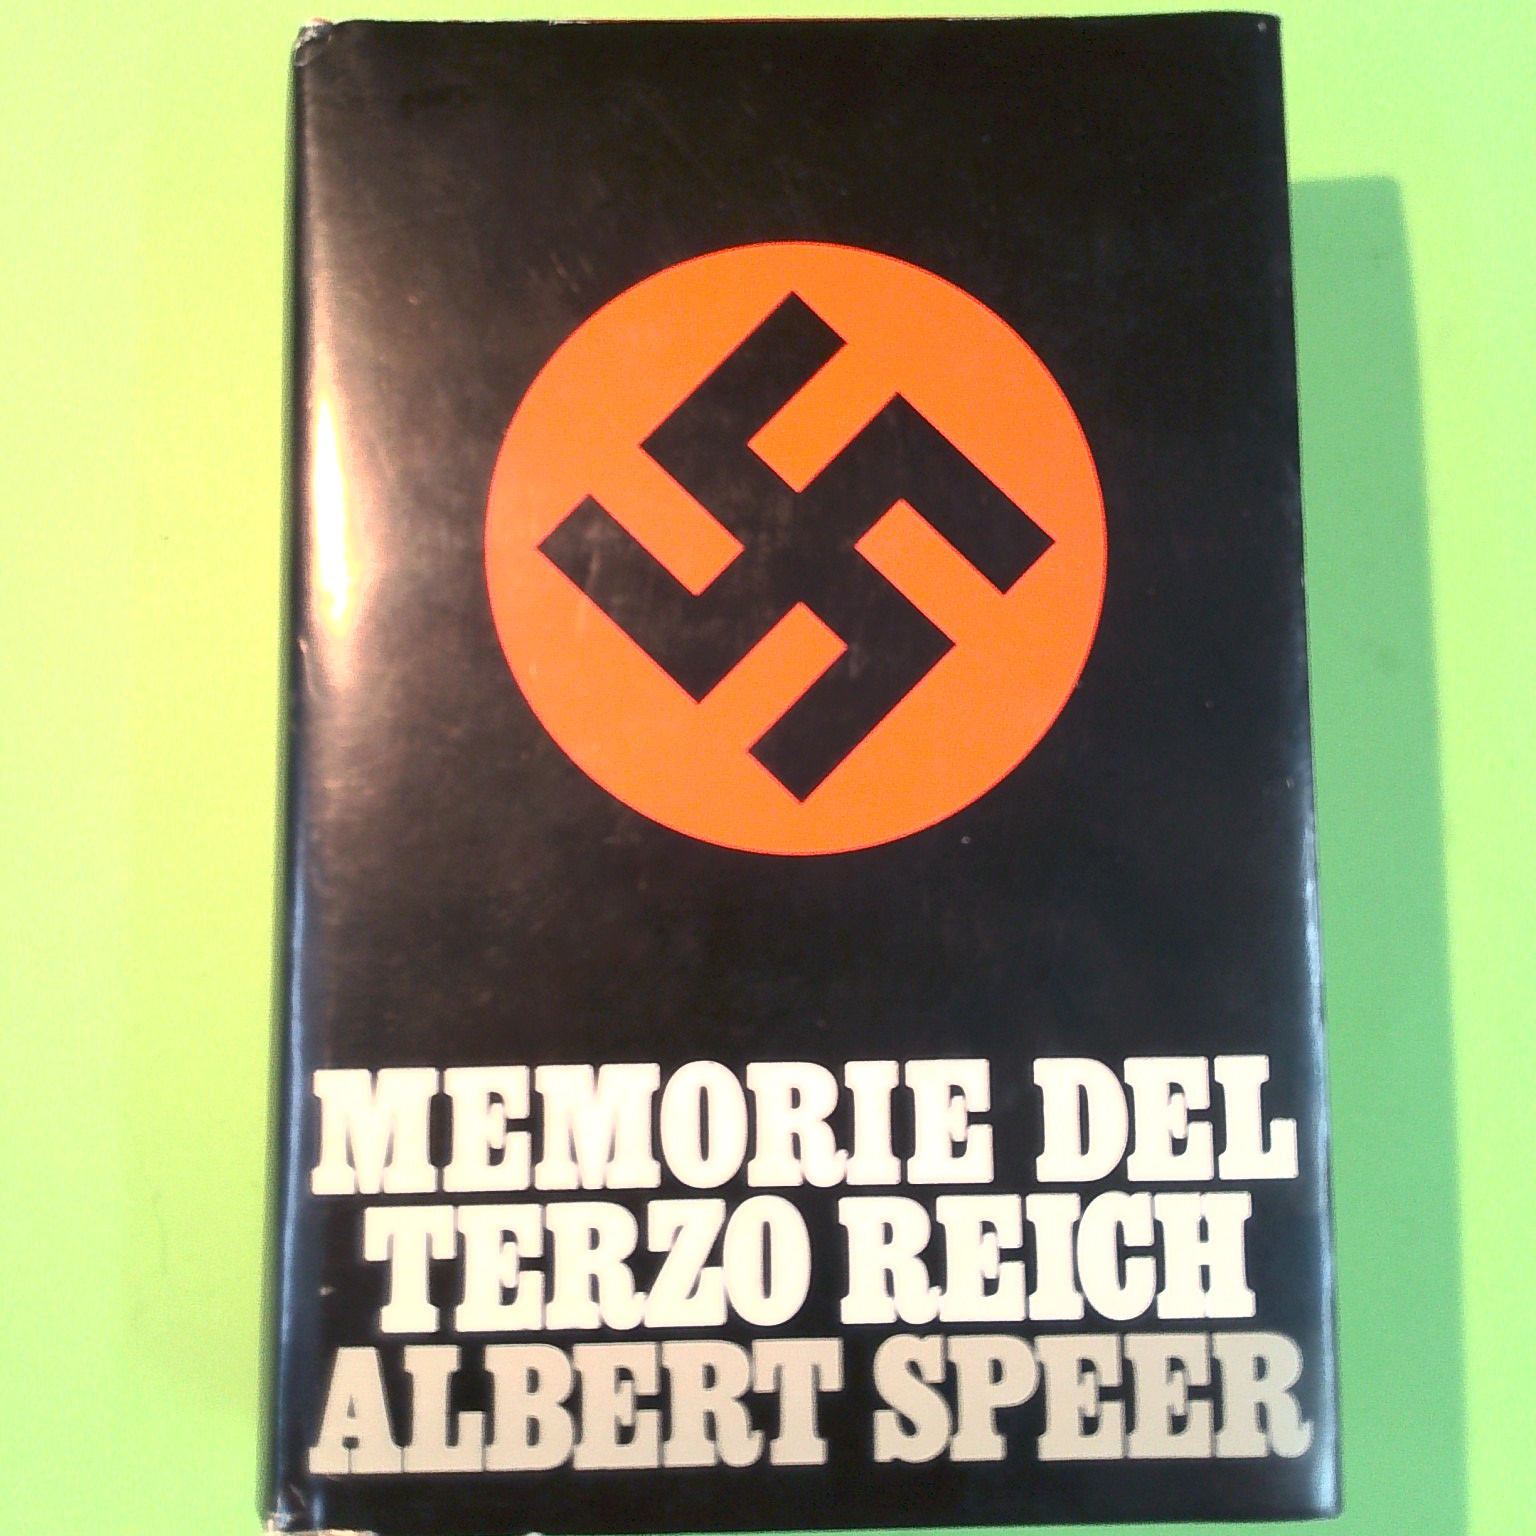 MEMORIE DEL
TERZO REICH
ALBERT SPEER